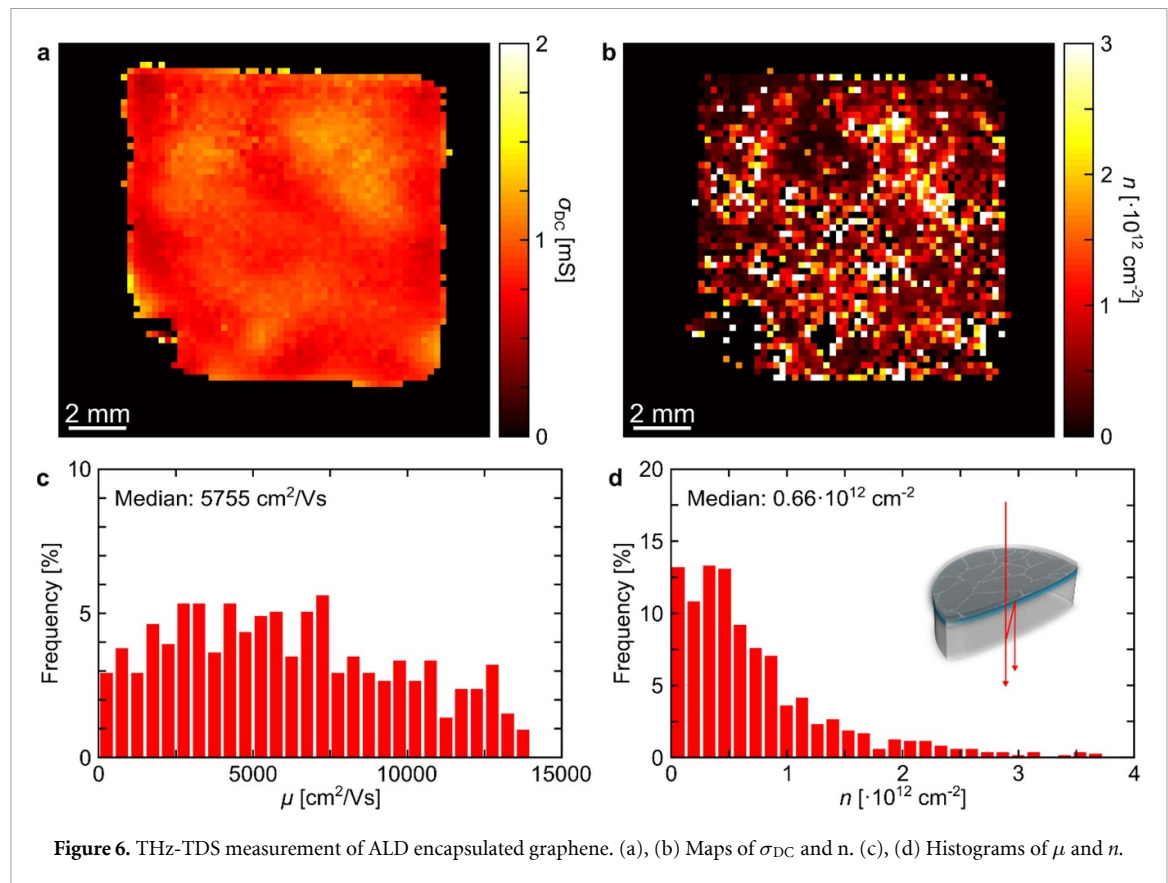 a
2
1
0
σDC [mS]
2 mm
b
3
2
1
0
n [·10¹² cm⁻²]
2 mm
c
Median: 5755 cm²/Vs
10
5
0
Frequency [%]
0
5000
10000
15000
μ [cm²/Vs]
d
Median: 0.66·10¹² cm⁻²
20
15
10
5
0
Frequency [%]
0
1
2
3
4
n [·10¹² cm⁻²]
Figure 6. THz-TDS measurement of ALD encapsulated graphene. (a), (b) Maps of σDC and n. (c), (d) Histograms of μ and n.